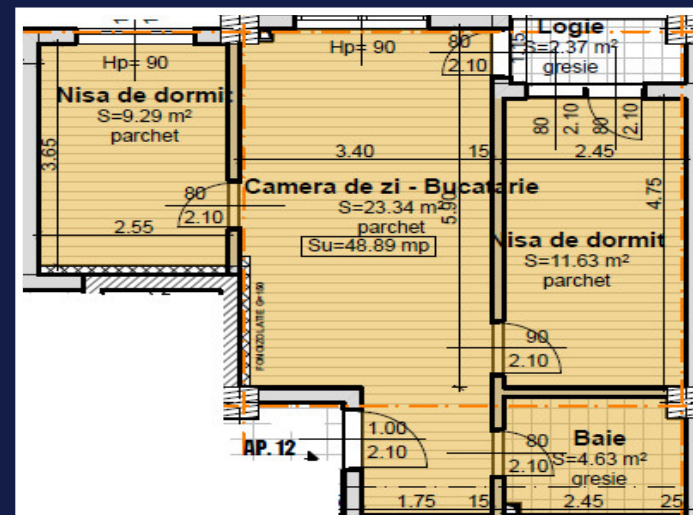 Hp= 90
Nisa de dormit
S=9.29 m²
parchet
3.65
2.55
80
2.10
Hp= 90
80
2.10
3.40
15
Camera de zi - Bucatarie
S=23.34 m²
parchet
Su=48.89 mp
5.90
FONOIZOLATIE G=150
Logie
S=2.37 m²
gresie
1.15
80
2.10
80
2.10
2.45
4.75
Nisa de dormit
S=11.63 m²
parchet
90
2.10
AP. 12
1.00
2.10
1.75
15
80
2.10
Baie
S=4.63 m²
gresie
2.45
25